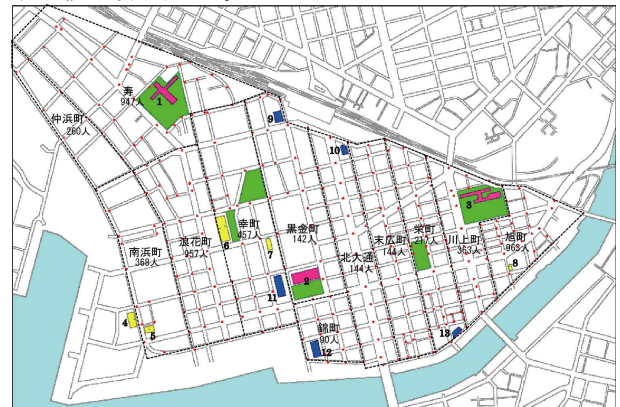 寿
947人
1
仲浜町
260人
9
10
3
南浜町
368人
浪花町
957人
6
幸町
457人
7
黒金町
142人
北大通
144人
末広町
144人
栄町
217人
川上町
363人
旭町
963人
8
11
2
4
5
錦町
90人
12
13